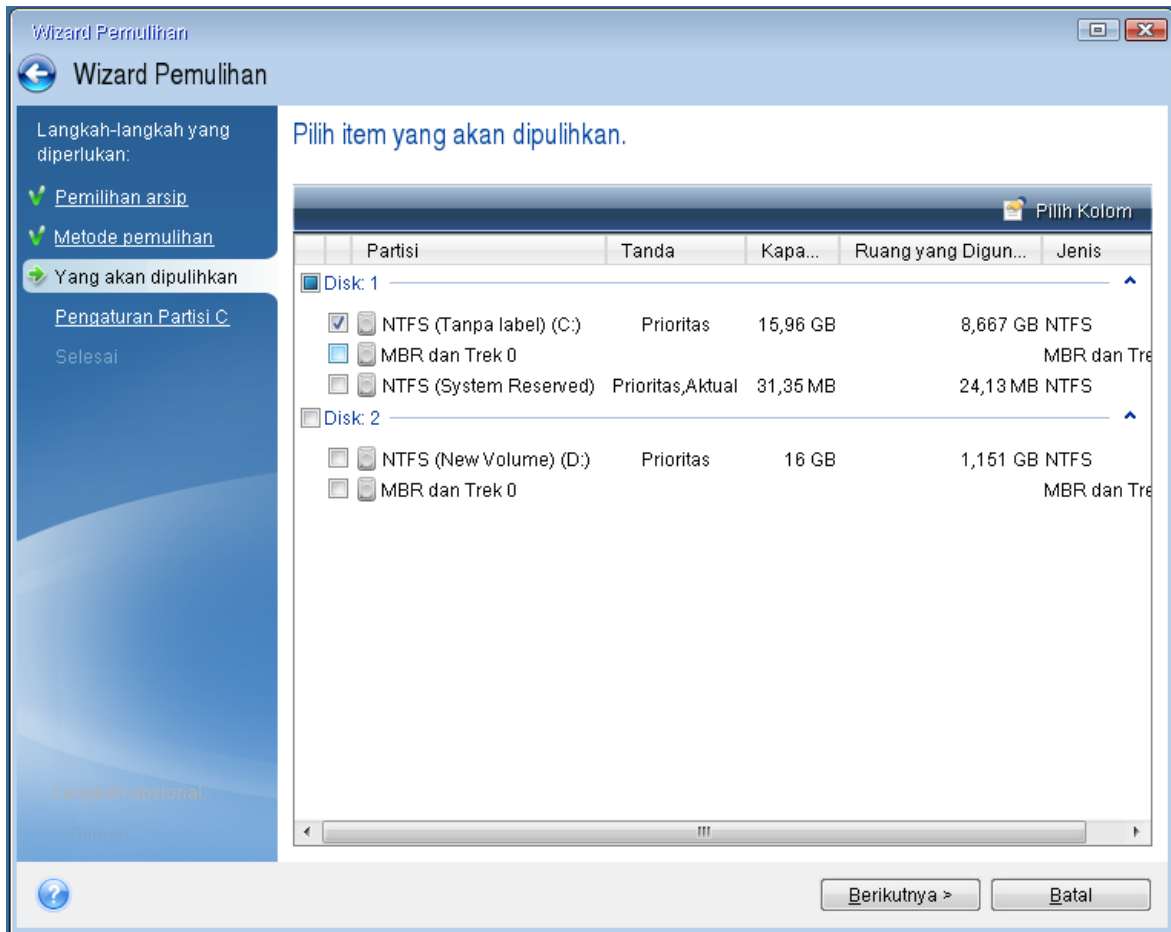 Wizard Pemulihan
Wizard Pemulihan
Langkah-langkah yang
diperlukan:
Pemilihan arsip
Metode pemulihan
Yang akan dipulihkan
Pengaturan Partisi C
Selesai
Langkah opsional:
Pilihan
Pilih item yang akan dipulihkan.
Pilih Kolom
Partisi Tanda Kapa... Ruang yang Digun... Jenis
Disk: 1
NTFS (Tanpa label) (C:) Prioritas 15,96 GB 8,667 GB NTFS
MBR dan Trek 0 MBR dan Tre
NTFS (System Reserved) Prioritas,Aktual 31,35 MB 24,13 MB NTFS
Disk: 2
NTFS (New Volume) (D:) Prioritas 16 GB 1,151 GB NTFS
MBR dan Trek 0 MBR dan Tre
Berikutnya > Batal